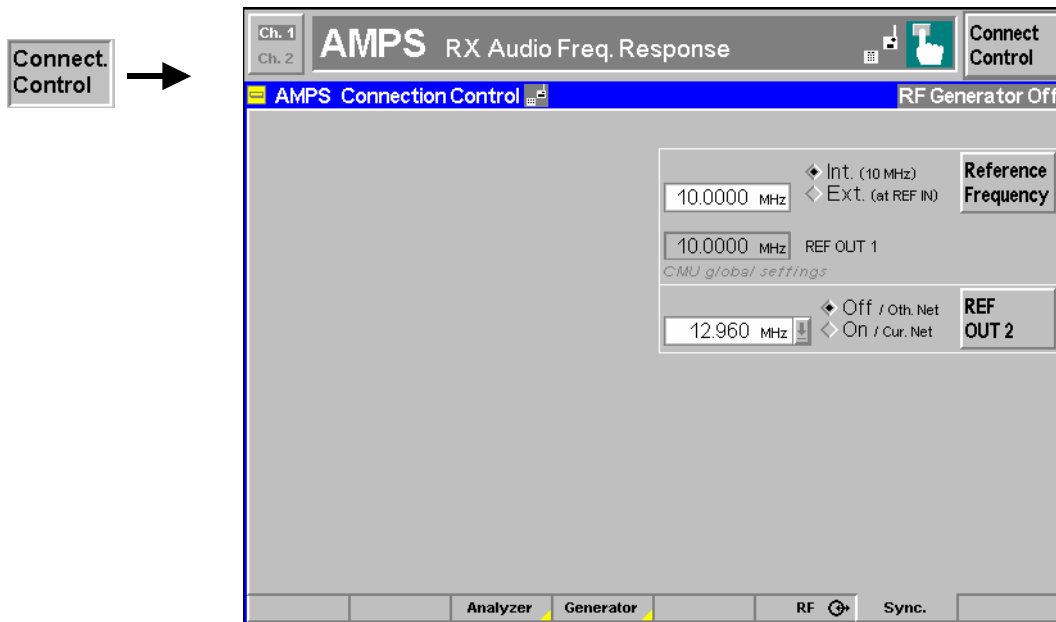 Connect.
Control
Ch. 1
Ch. 2
AMPS RX Audio Freq. Response
Connect
Control
AMPS Connection Control
RF Generator Off
Int. (10 MHz)
10.0000 MHz
Ext. (at REF IN)
Reference
Frequency
10.0000 MHz REF OUT 1
CMU global settings
Off / Oth. Net
12.960 MHz
On / Cur. Net
REF
OUT 2
Analyzer Generator RF Sync.